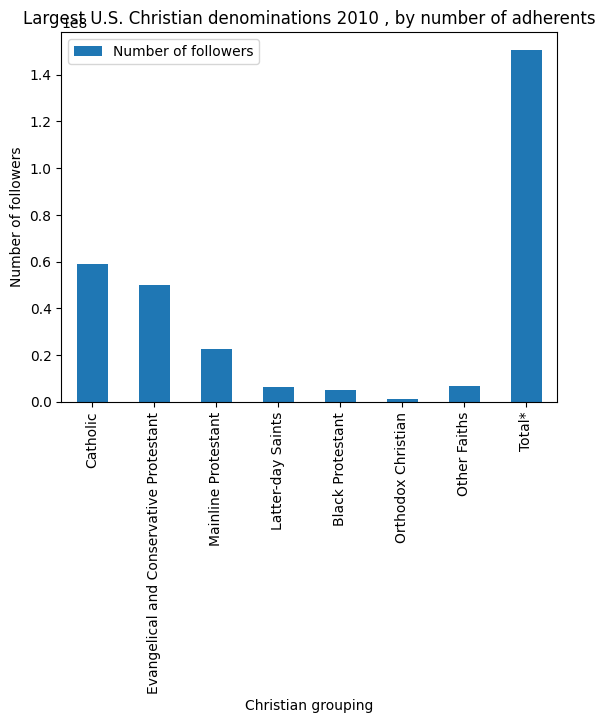 Largest U.S. Christian denominations 2010 , by number of adherents
1e8
Number of followers
Number of followers
1.4
1.2
1.0
0.8
0.6
0.4
0.2
0.0
Catholic
Evangelical and Conservative Protestant
Mainline Protestant
Latter-day Saints
Black Protestant
Orthodox Christian
Other Faiths
Total*
Christian grouping